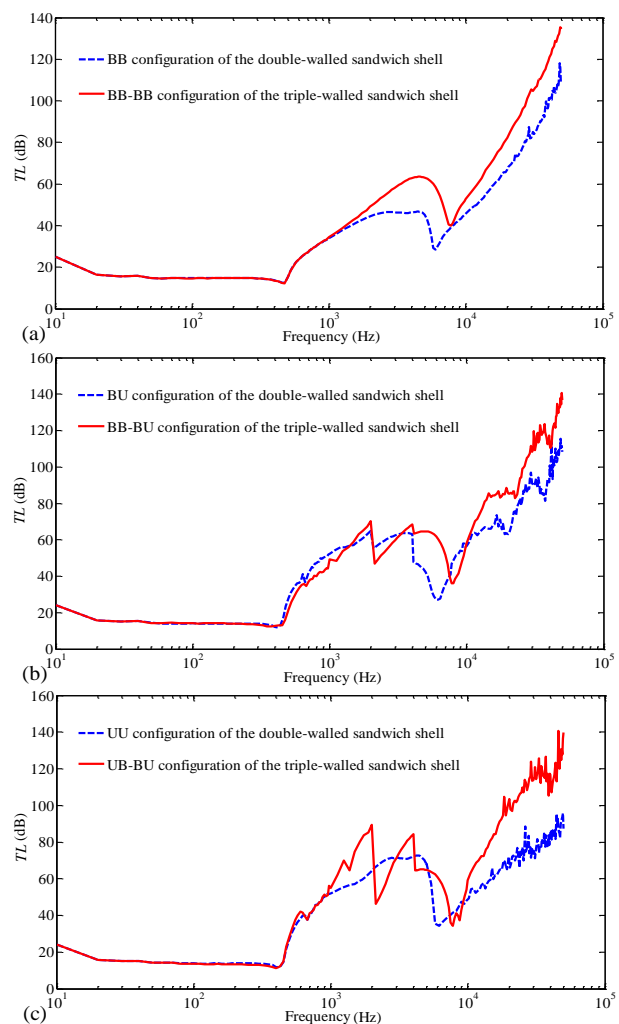 140
BB configuration of the double-walled sandwich shell
120
BB-BB configuration of the triple-walled sandwich shell
100
80
TL (dB)
60
40
20
0
10^1 10^2 10^3 10^4 10^5
(a)
Frequency (Hz)
160
140
BU configuration of the double-walled sandwich shell
120
BB-BU configuration of the triple-walled sandwich shell
100
80
TL (dB)
60
40
20
0
10^1 10^2 10^3 10^4 10^5
(b)
Frequency (Hz)
160
140
UU configuration of the double-walled sandwich shell
120
UB-BU configuration of the triple-walled sandwich shell
100
80
TL (dB)
60
40
20
0
10^1 10^2 10^3 10^4 10^5
(c)
Frequency (Hz)